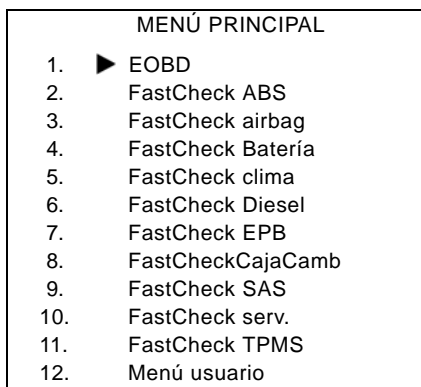 MENÚ PRINCIPAL
1. EOBD
2. FastCheck ABS
3. FastCheck airbag
4. FastCheck Batería
5. FastCheck clima
6. FastCheck Diesel
7. FastCheck EPB
8. FastCheckCajaCamb
9. FastCheck SAS
10. FastCheck serv.
11. FastCheck TPMS
12. Menú usuario